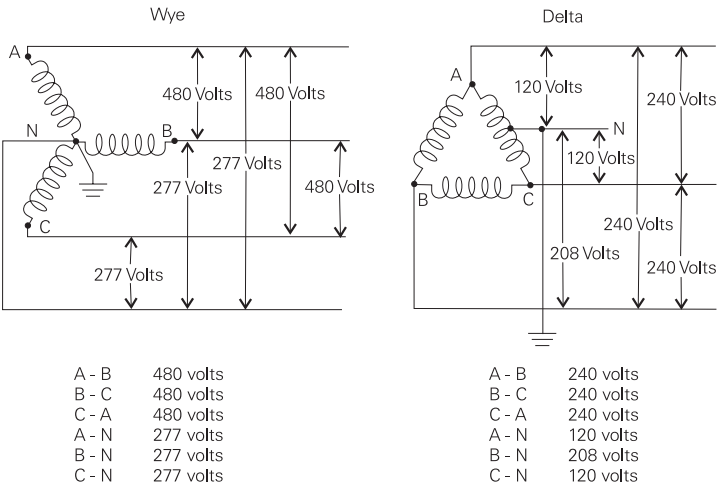 Wye
Delta
A
480 Volts
480 Volts
A
120 Volts
240 Volts
N
B
N
277 Volts
277 Volts
480 Volts
120 Volts
B
C
C
277 Volts
208 Volts
240 Volts
240 Volts
A - B 480 volts
B - C 480 volts
C - A 480 volts
A - N 277 volts
B - N 277 volts
C - N 277 volts
A - B 240 volts
B - C 240 volts
C - A 240 volts
A - N 120 volts
B - N 208 volts
C - N 120 volts